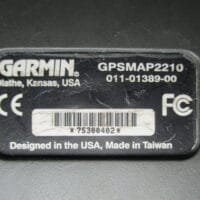 GARMIN
GPSMAP2210
Olathe, Kansas, USA
011-01389-00
CE
FC
*75300402*
Designed in the USA, Made in Taiwan